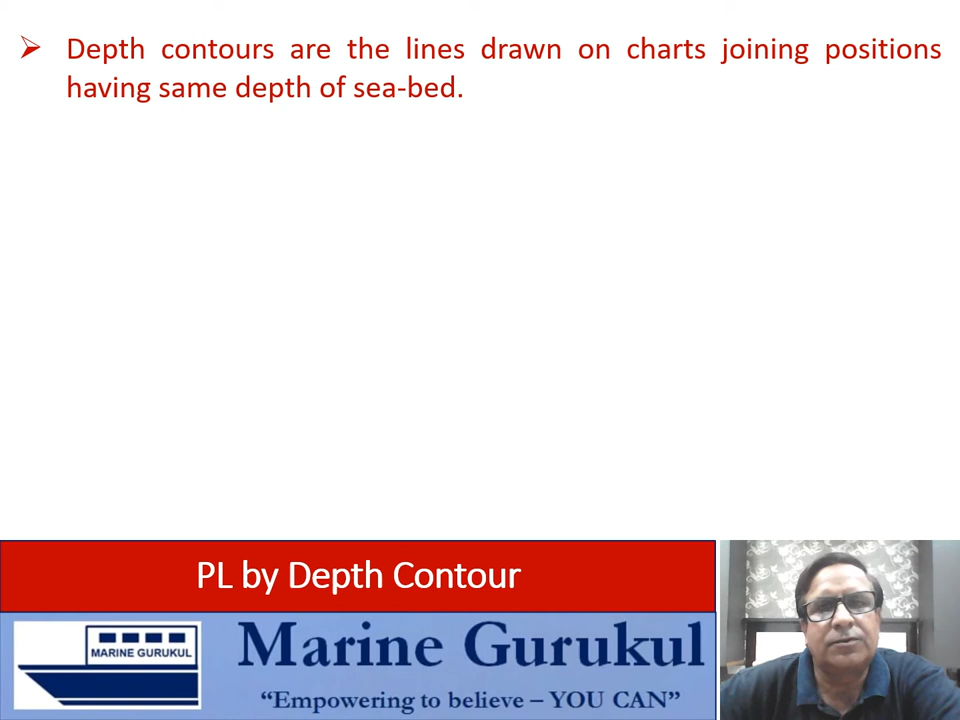 Depth contours are the lines drawn on charts joining positions
having same depth of sea-bed.
PL by Depth Contour
MARINE GURUKUL
Marine Gurukul
“Empowering to believe – YOU CAN”